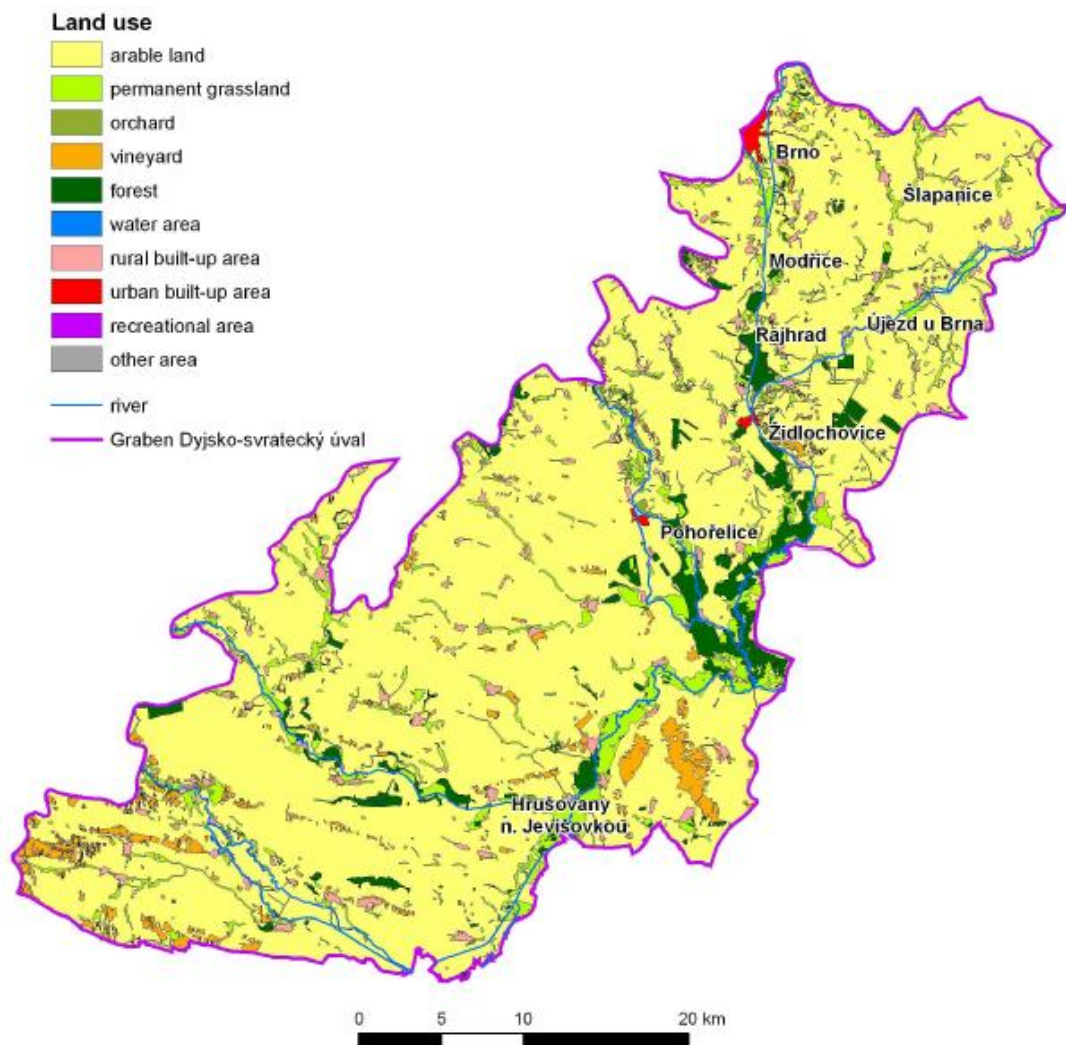 Land use
arable land
permanent grassland
orchard
vineyard
forest
water area
rural built-up area
urban built-up area
recreational area
other area
river
Graben Dyjsko-svratecký úval
Brno
Šlapanice
Modřice
Rajhrad
Újezd u Brna
Židlochovice
Pohořelice
Hrušovany
n. Jevišovkou
0 5 10 20 km